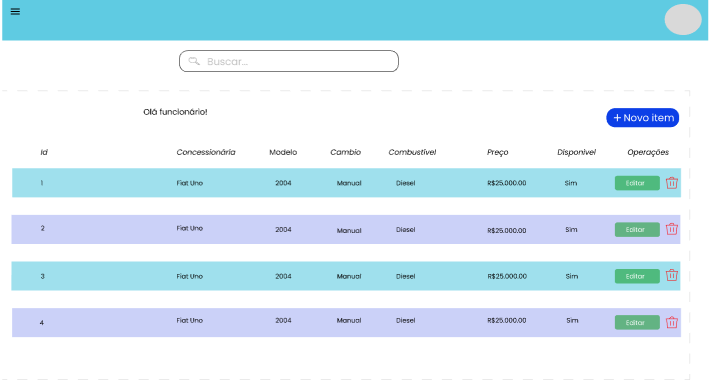 Buscar...
Olá funcionário!
+ Novo item
Id Concessionária Modelo Cambio Combustível Preço Disponivel Operações
1 Fiat Uno 2004 Manual Diesel R$25.000.00 Sim Editar
2 Fiat Uno 2004 Manual Diesel R$25.000.00 Sim Editar
3 Fiat Uno 2004 Manual Diesel R$25.000.00 Sim Editar
4 Fiat Uno 2004 Manual Diesel R$25.000.00 Sim Editar